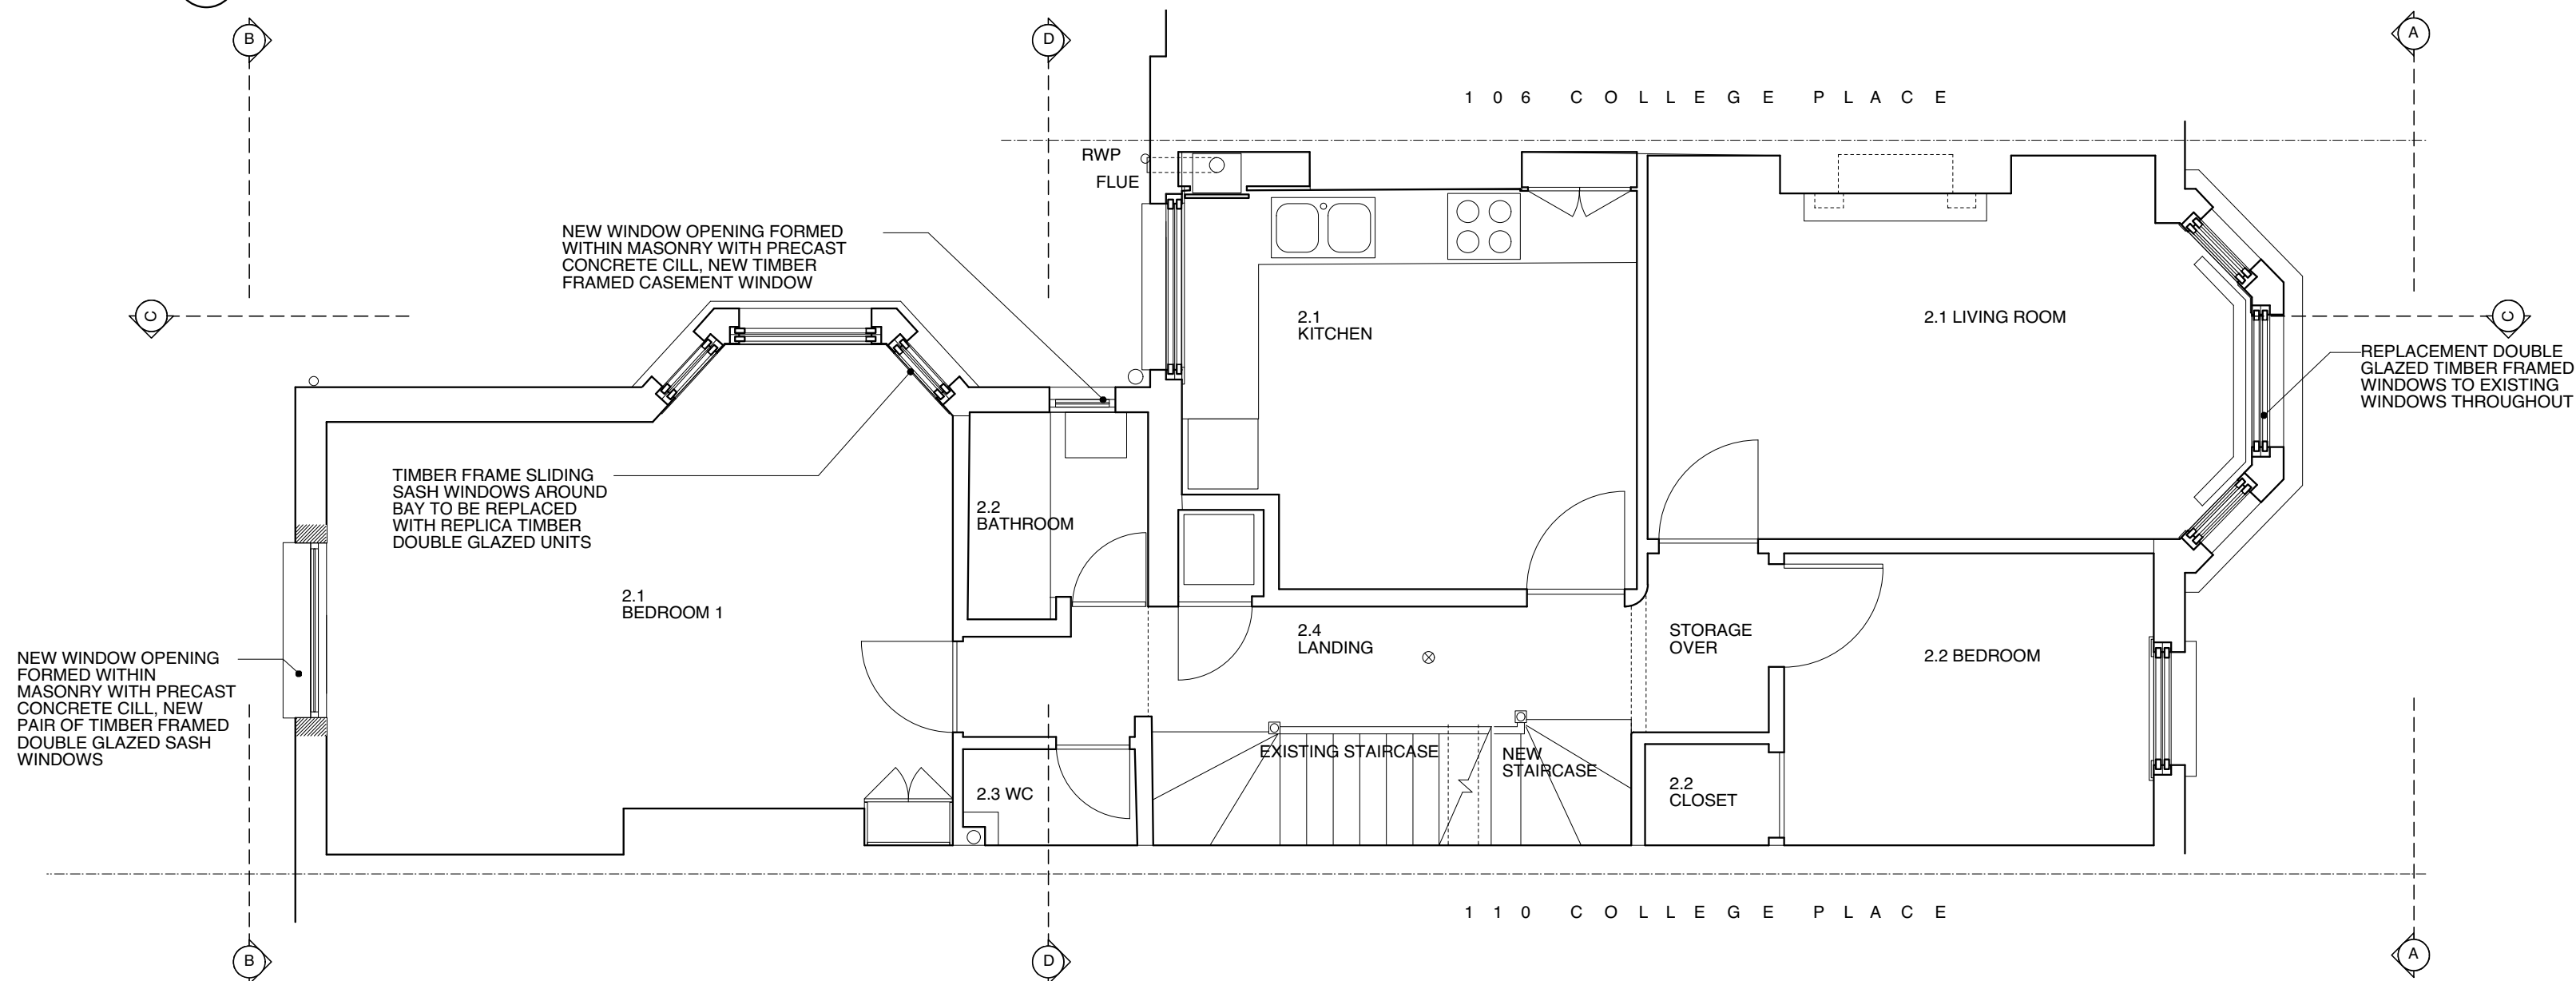 B
D
A
106 COLLEGE PLACE
RWP
FLUE
NEW WINDOW OPENING FORMED
WITHIN MASONRY WITH PRECAST
CONCRETE CILL, NEW TIMBER
FRAMED CASEMENT WINDOW
C
2.1
KITCHEN
2.1 LIVING ROOM
C
REPLACEMENT DOUBLE
GLAZED TIMBER FRAMED
WINDOWS TO EXISTING
WINDOWS THROUGHOUT
TIMBER FRAME SLIDING
SASH WINDOWS AROUND
BAY TO BE REPLACED
WITH REPLICA TIMBER
DOUBLE GLAZED UNITS
2.2
BATHROOM
2.1
BEDROOM 1
2.4
LANDING
STORAGE
OVER
2.2 BEDROOM
NEW WINDOW OPENING
FORMED WITHIN
MASONRY WITH PRECAST
CONCRETE CILL, NEW
PAIR OF TIMBER FRAMED
DOUBLE GLAZED SASH
WINDOWS
EXISTING STAIRCASE
NEW
STAIRCASE
2.3 WC
2.2
CLOSET
110 COLLEGE PLACE
B
D
A